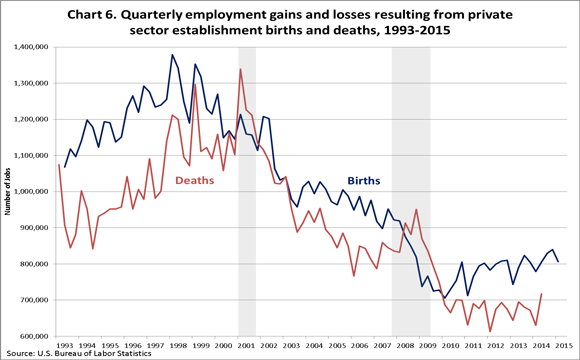 Chart 6. Quarterly employment gains and losses resulting from private
sector establishment births and deaths, 1993-2015
1,400,000
1,300,000
1,200,000
1,100,000
1,000,000
900,000
800,000
700,000
600,000
Number of Jobs
Deaths
Births
1993 1994 1995 1996 1997 1998 1999 2000 2001 2002 2003 2004 2005 2006 2007 2008 2009 2010 2011 2012 2013 2014 2015
Source: U.S. Bureau of Labor Statistics